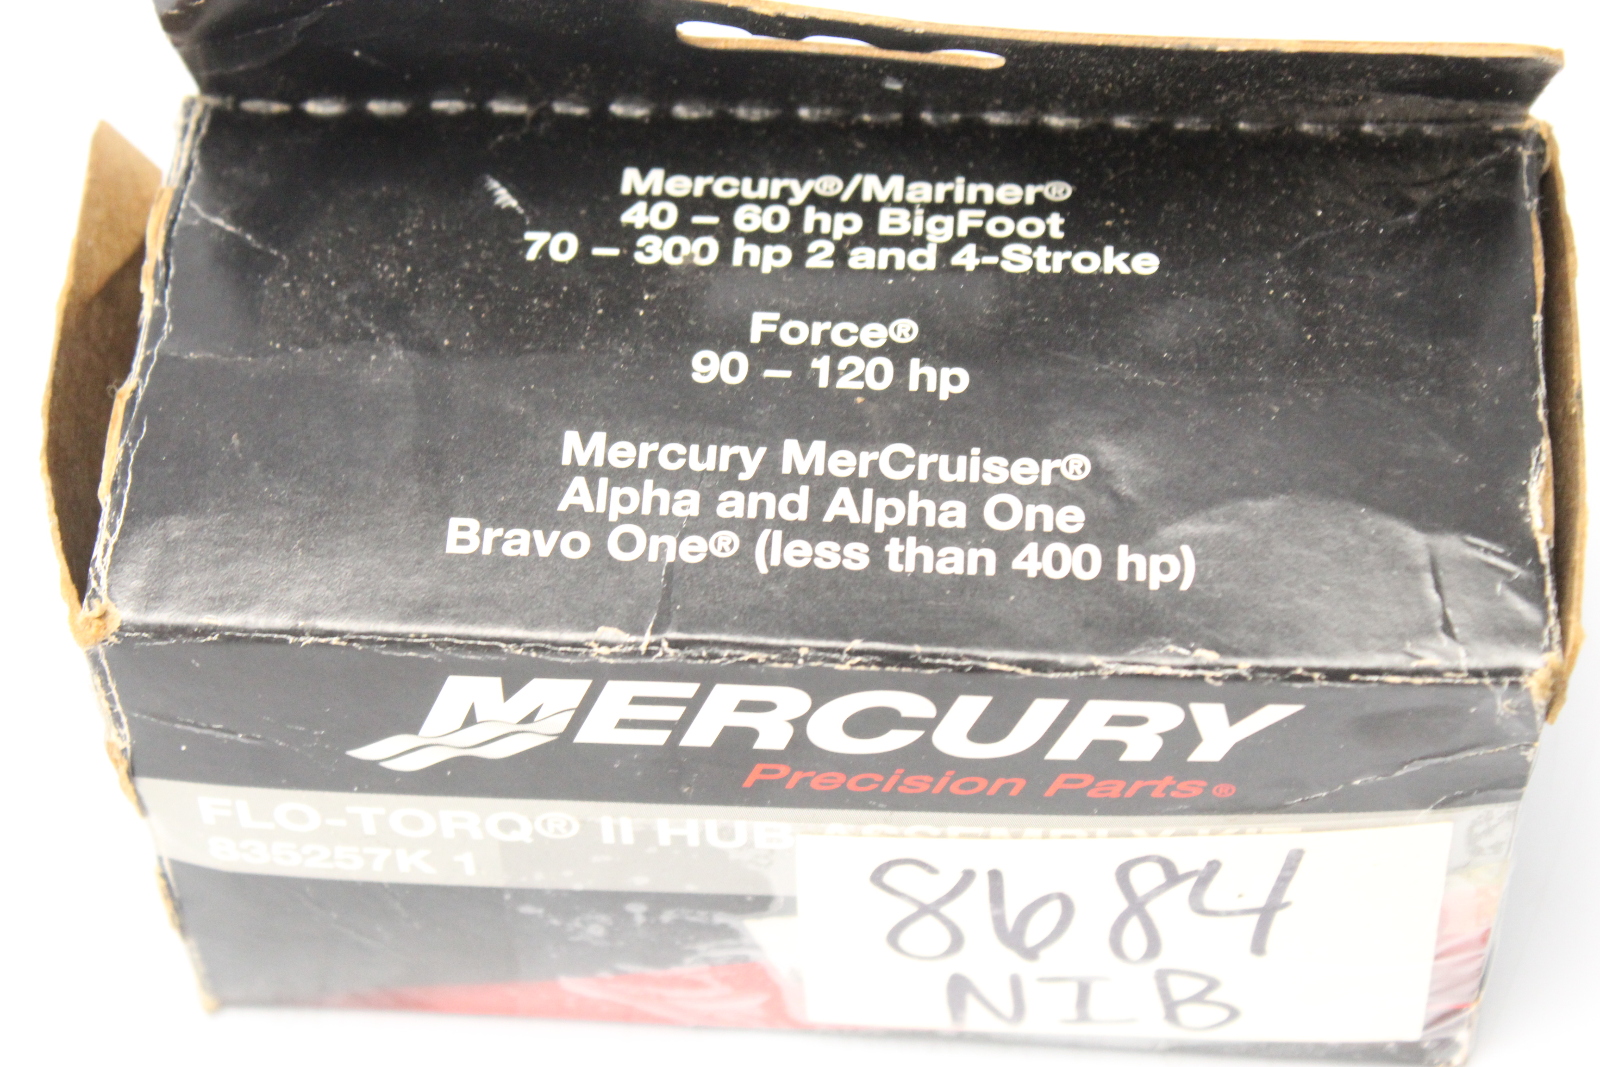 Mercury®/Mariner®
40 – 60 hp BigFoot
70 – 300 hp 2 and 4-Stroke
Force®
90 – 120 hp
Mercury MerCruiser®
Alpha and Alpha One
Bravo One® (less than 400 hp)
MERCURY
Precision Parts®
FLO-TORQ® II HUB ASSEMBLY KIT
835257K 1
8684
NIB